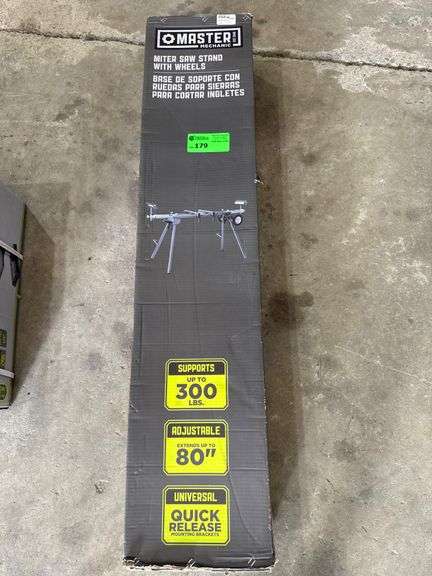 MASTER
MECHANIC
MITER SAW STAND
WITH WHEELS
BASE DE SOPORTE CON
RUEDAS PARA SIERRAS
PARA CORTAR INGLETES
179
SUPPORTS
UP TO
300
LBS.
ADJUSTABLE
EXTENDS UP TO
80"
UNIVERSAL
QUICK
RELEASE
MOUNTING BRACKETS